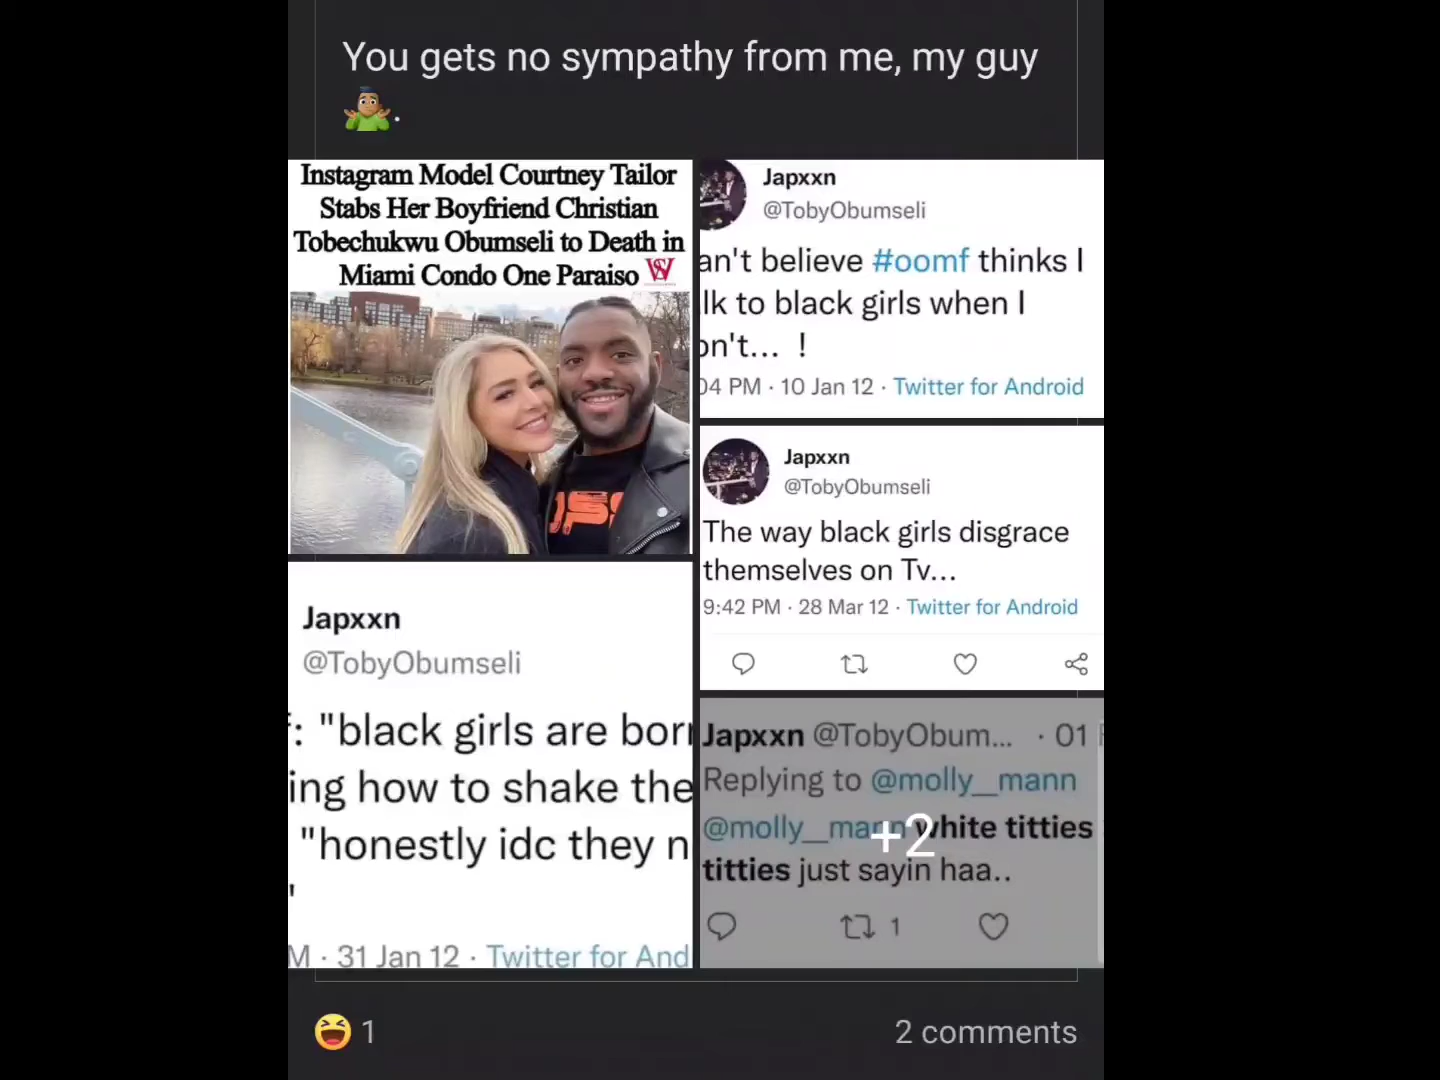 You gets no sympathy from me, my guy
.
Instagram Model Courtney Tailor
Stabs Her Boyfriend Christian
Tobechukwu Obumseli to Death in
Miami Condo One Paraiso
Japxxn
@TobyObumseli
an't believe #oomf thinks I
lk to black girls when I
on't... !
04 PM · 10 Jan 12 · Twitter for Android
Japxxn
@TobyObumseli
The way black girls disgrace
themselves on Tv...
9:42 PM · 28 Mar 12 · Twitter for Android
Japxxn
@TobyObumseli
: "black girls are born
ing how to shake the
"honestly idc they n
"
M · 31 Jan 12 · Twitter for And
Japxxn @TobyObum... · 01
Replying to @molly__mann
@molly__mann white titties
titties just sayin haa..
1
+2
1
2 comments